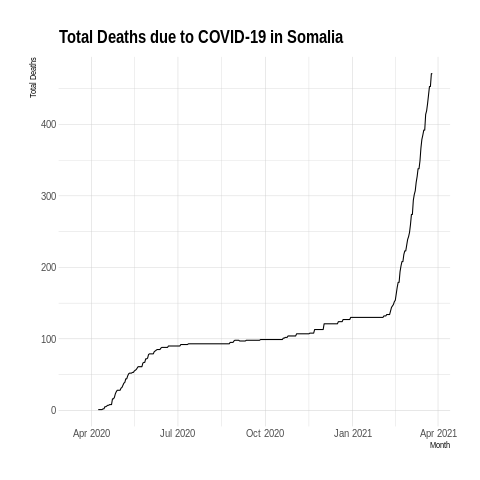 Total Deaths due to COVID-19 in Somalia
Total Deaths
400
300
200
100
0
Apr 2020 Jul 2020 Oct 2020 Jan 2021 Apr 2021
Month